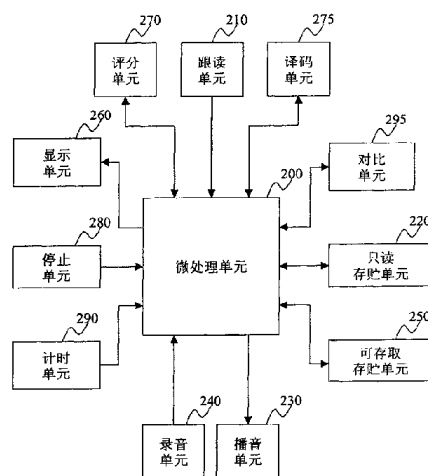 270
210
275
评分
单元
跟读
单元
译码
单元
260
显示
单元
200
295
对比
单元
280
停止
单元
微处理单元
220
只读
存贮单元
290
计时
单元
250
可存取
存贮单元
240
录音
单元
230
播音
单元